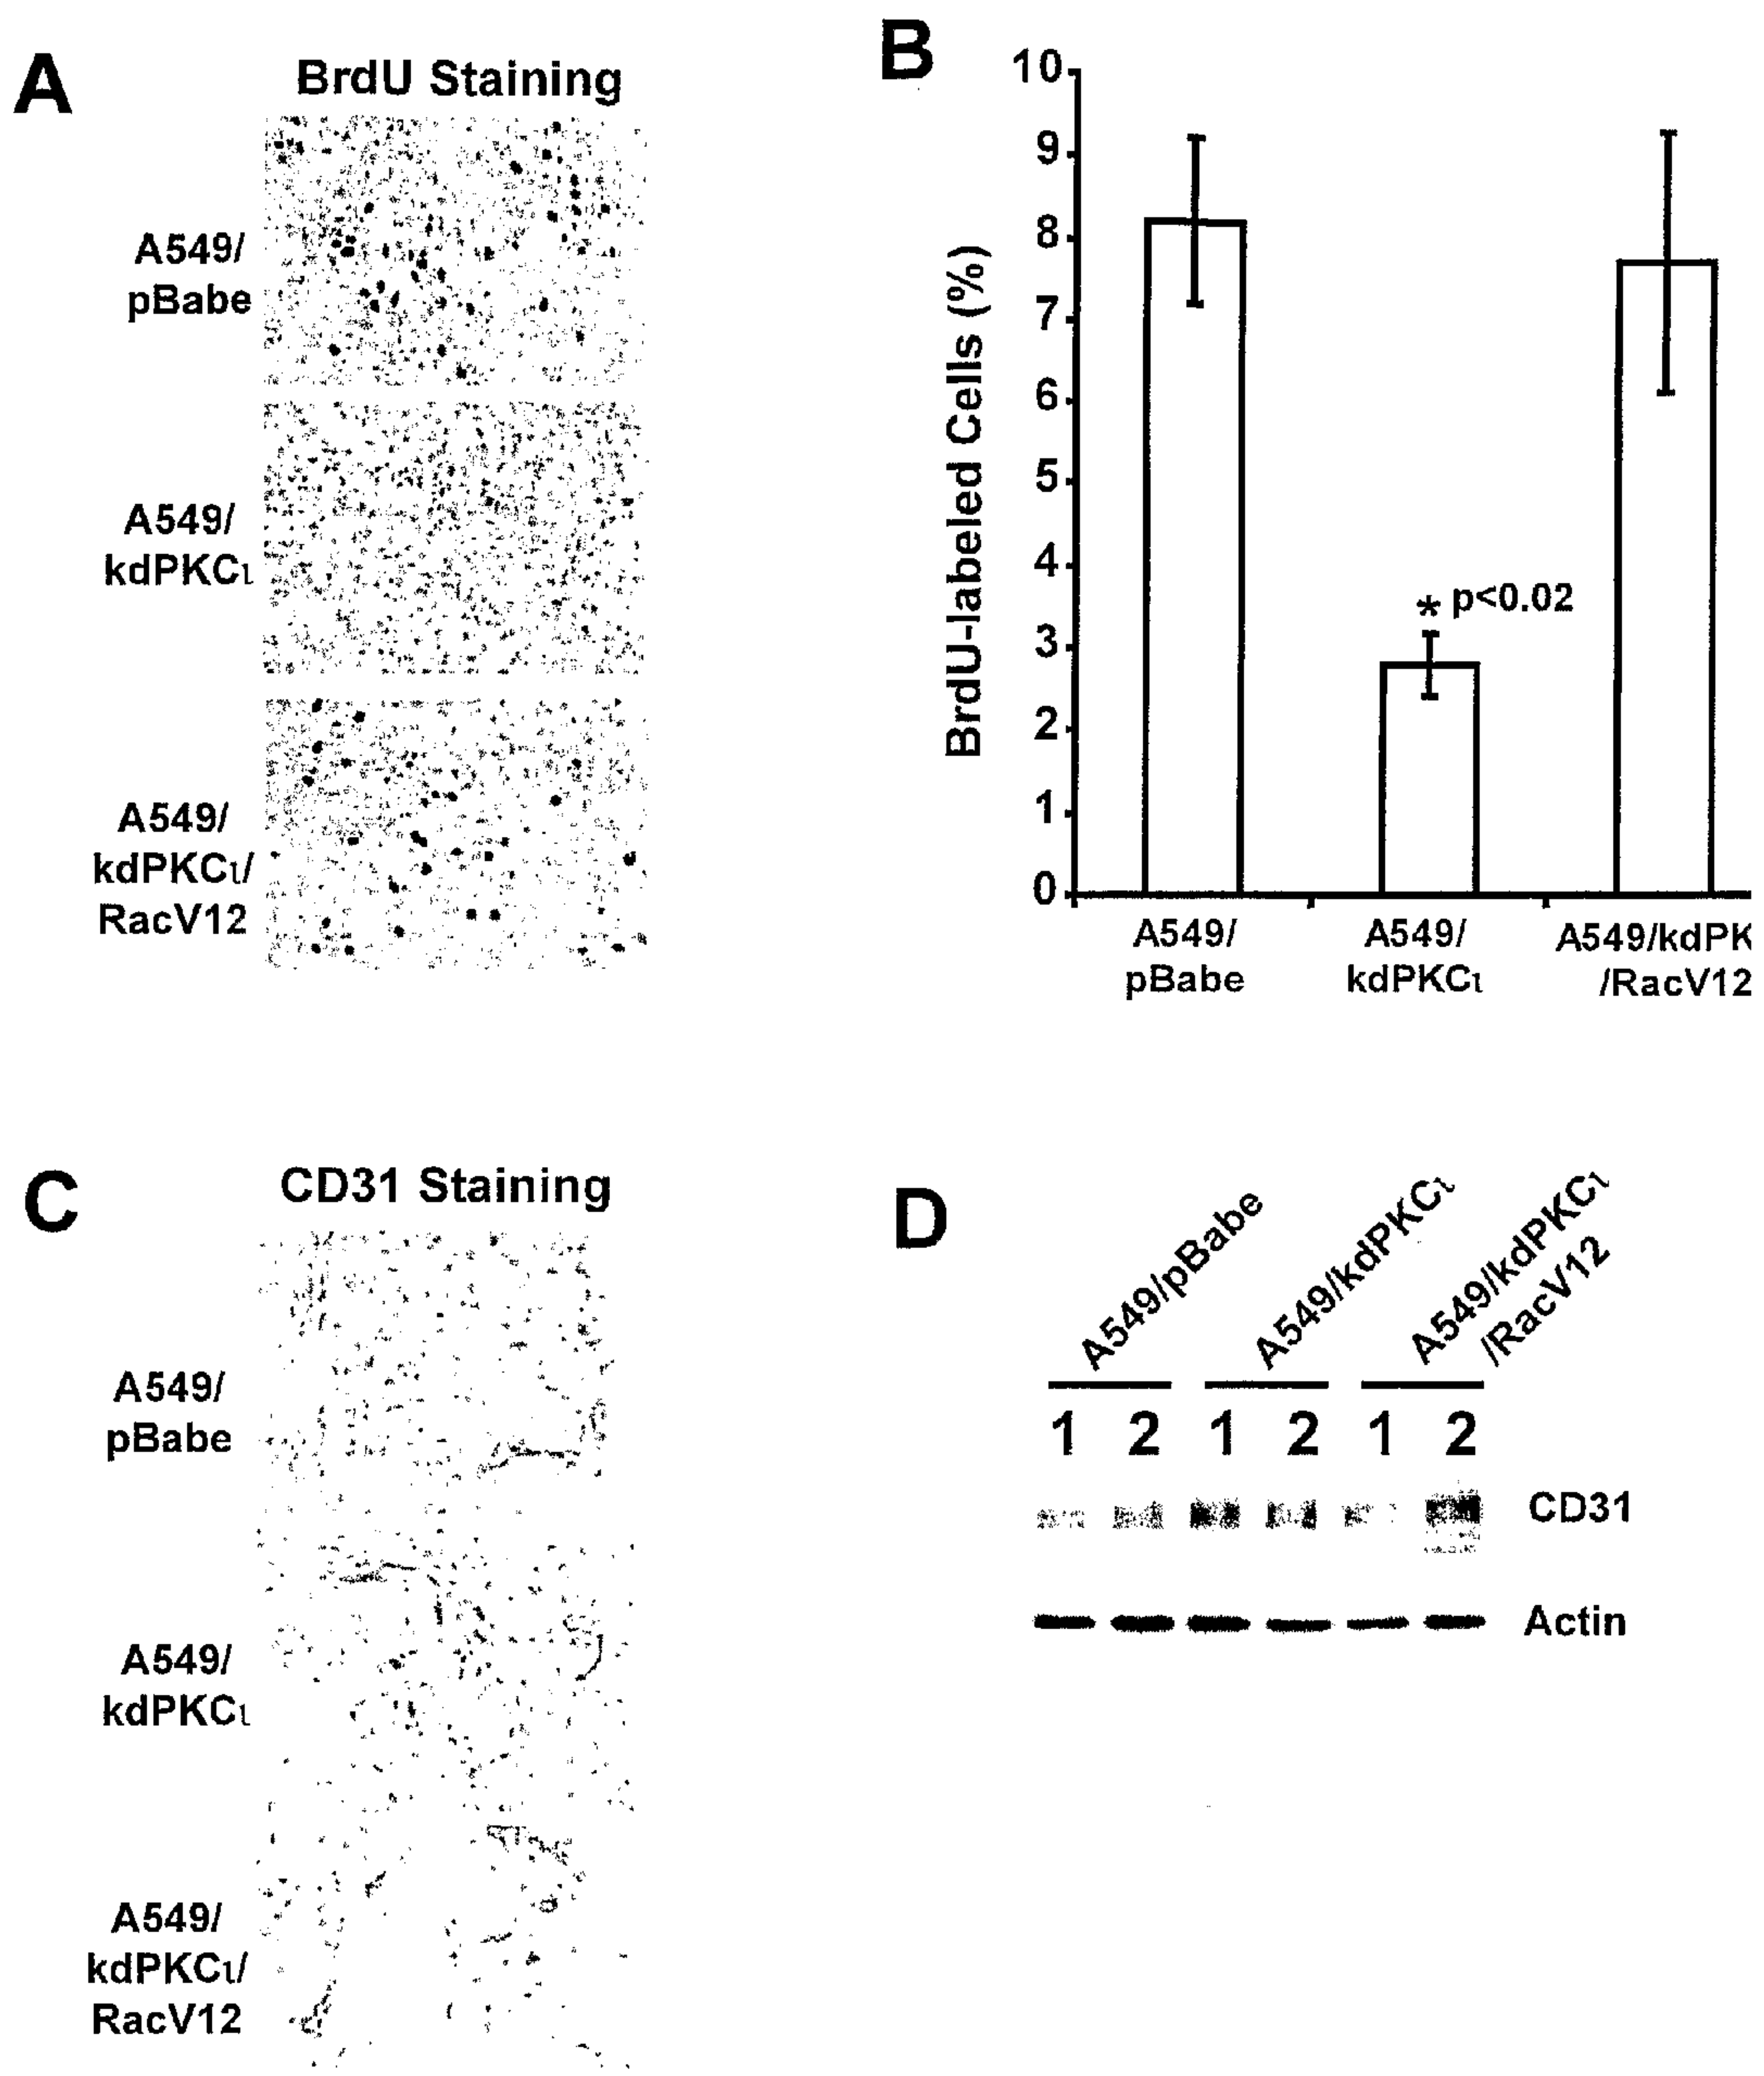 A
BrdU Staining
A549/
pBabe
A549/
kdPKCι
A549/
kdPKCι/
RacV12
B
BrdU-labeled Cells (%)
10
9
8
7
6
5
4
3
2
1
0
* p<0.02
A549/
pBabe
A549/
kdPKCι
A549/kdPK
/RacV12
C
CD31 Staining
A549/
pBabe
A549/
kdPKCι
A549/
kdPKCι/
RacV12
D
A549/pBabe
A549/kdPKCι
A549/kdPKCι
/RacV12
1 2 1 2 1 2
CD31
Actin